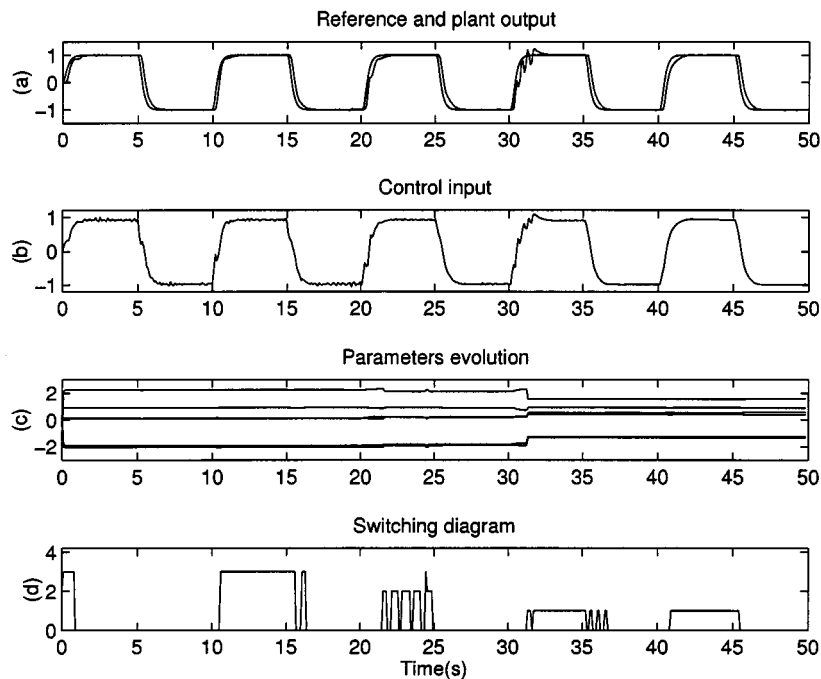 Reference and plant output
(a)
1
0
−1
0 5 10 15 20 25 30 35 40 45 50
Control input
(b)
1
0
−1
0 5 10 15 20 25 30 35 40 45 50
Parameters evolution
(c)
2
0
−2
0 5 10 15 20 25 30 35 40 45 50
Switching diagram
(d)
4
2
0
0 5 10 15 20 25 30 35 40 45 50
Time(s)